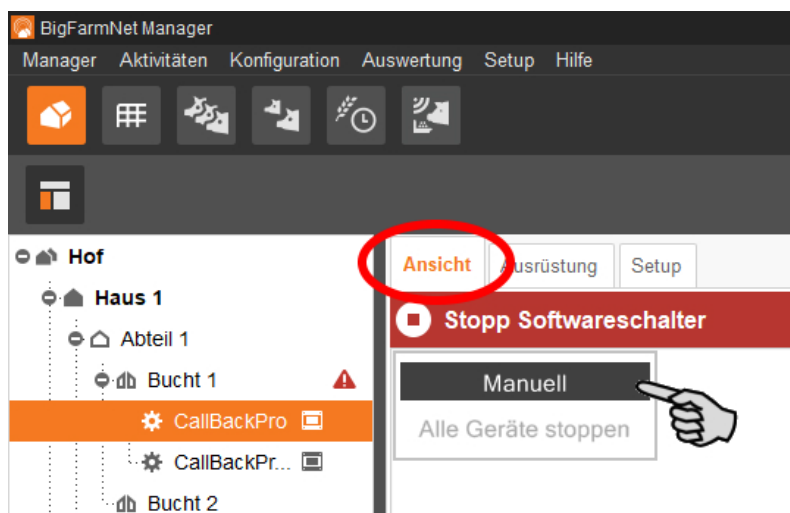 BigFarmNet Manager
Manager Aktivitäten Konfiguration Auswertung Setup Hilfe
Hof
Haus 1
Abteil 1
Bucht 1
CallBackPro
CallBackPr...
Bucht 2
Ansicht Ausrüstung Setup
Stopp Softwareschalter
Manuell
Alle Geräte stoppen